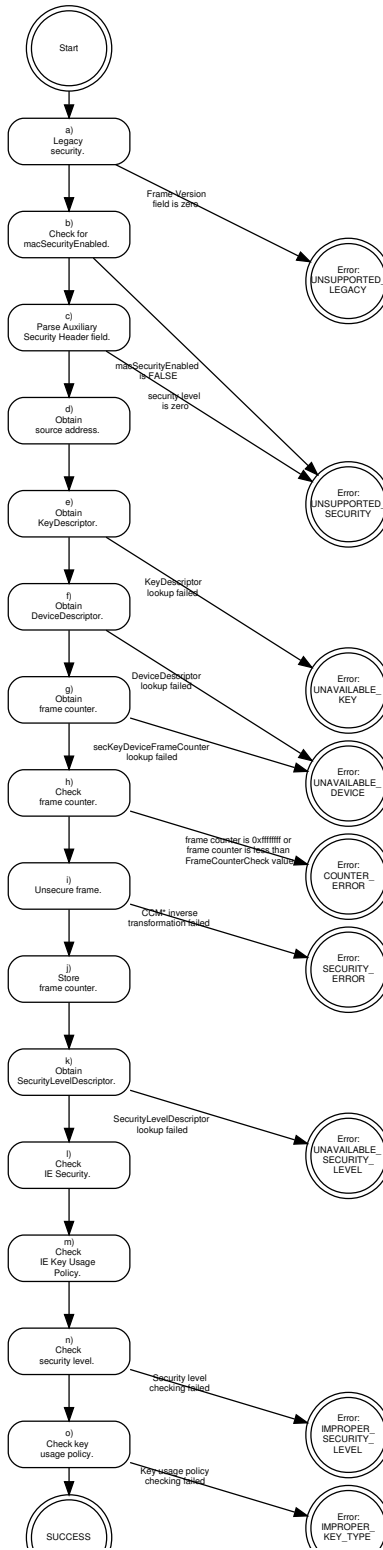 Start
a)
Legacy
security.
Frame Version
field is zero
b)
Check for
macSecurityEnabled.
Error:
UNSUPPORTED_
LEGACY
c)
Parse Auxiliary
Security Header field.
macSecurityEnabled
is FALSE
security level
is zero
d)
Obtain
source address.
e)
Obtain
KeyDescriptor.
Error:
UNSUPPORTED_
SECURITY
KeyDescriptor
lookup failed
f)
Obtain
DeviceDescriptor.
DeviceDescriptor
lookup failed
Error:
UNAVAILABLE_
KEY
g)
Obtain
frame counter.
secKeyDeviceFrameCounter
lookup failed
Error:
UNAVAILABLE_
DEVICE
h)
Check
frame counter.
frame counter is 0xffffffff or
frame counter is less than
FrameCounterCheck value
Error:
COUNTER_
ERROR
i)
Unsecure frame.
CCM* inverse
transformation failed
Error:
SECURITY_
ERROR
j)
Store
frame counter.
k)
Obtain
SecurityLevelDescriptor.
SecurityLevelDescriptor
lookup failed
Error:
UNAVAILABLE_
SECURITY_
LEVEL
l)
Check
IE Security.
m)
Check
IE Key Usage
Policy.
n)
Check
security level.
Security level
checking failed
Error:
IMPROPER_
SECURITY_
LEVEL
o)
Check key
usage policy.
Key usage policy
checking failed
Error:
IMPROPER_
KEY_TYPE
SUCCESS